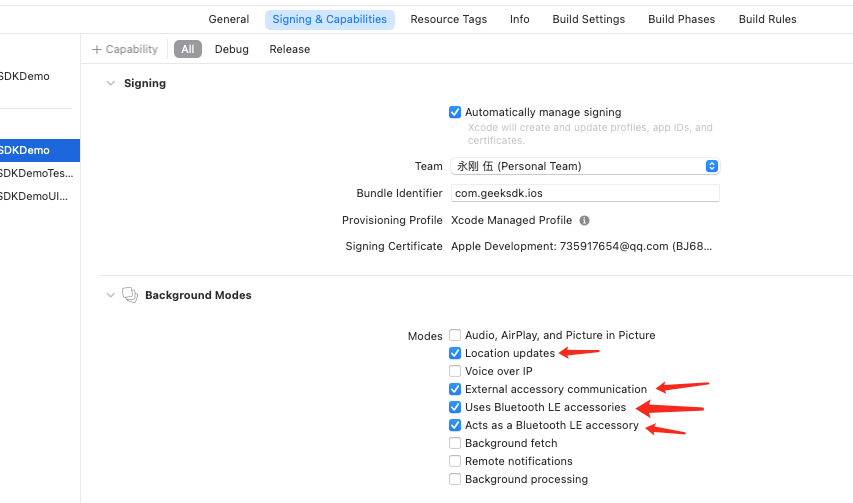 General Signing & Capabilities Resource Tags Info Build Settings Build Phases Build Rules
+ Capability All Debug Release
SDKDemo
SDKDemo
SDKDemoTes...
SDKDemoUI...
Signing
Automatically manage signing
Xcode will create and update profiles, app IDs, and
certificates.
Team 永刚 伍 (Personal Team)
Bundle Identifier com.geeksdk.ios
Provisioning Profile Xcode Managed Profile
Signing Certificate Apple Development: 735917654@qq.com (BJ68...
Background Modes
Modes Audio, AirPlay, and Picture in Picture
Location updates
Voice over IP
External accessory communication
Uses Bluetooth LE accessories
Acts as a Bluetooth LE accessory
Background fetch
Remote notifications
Background processing